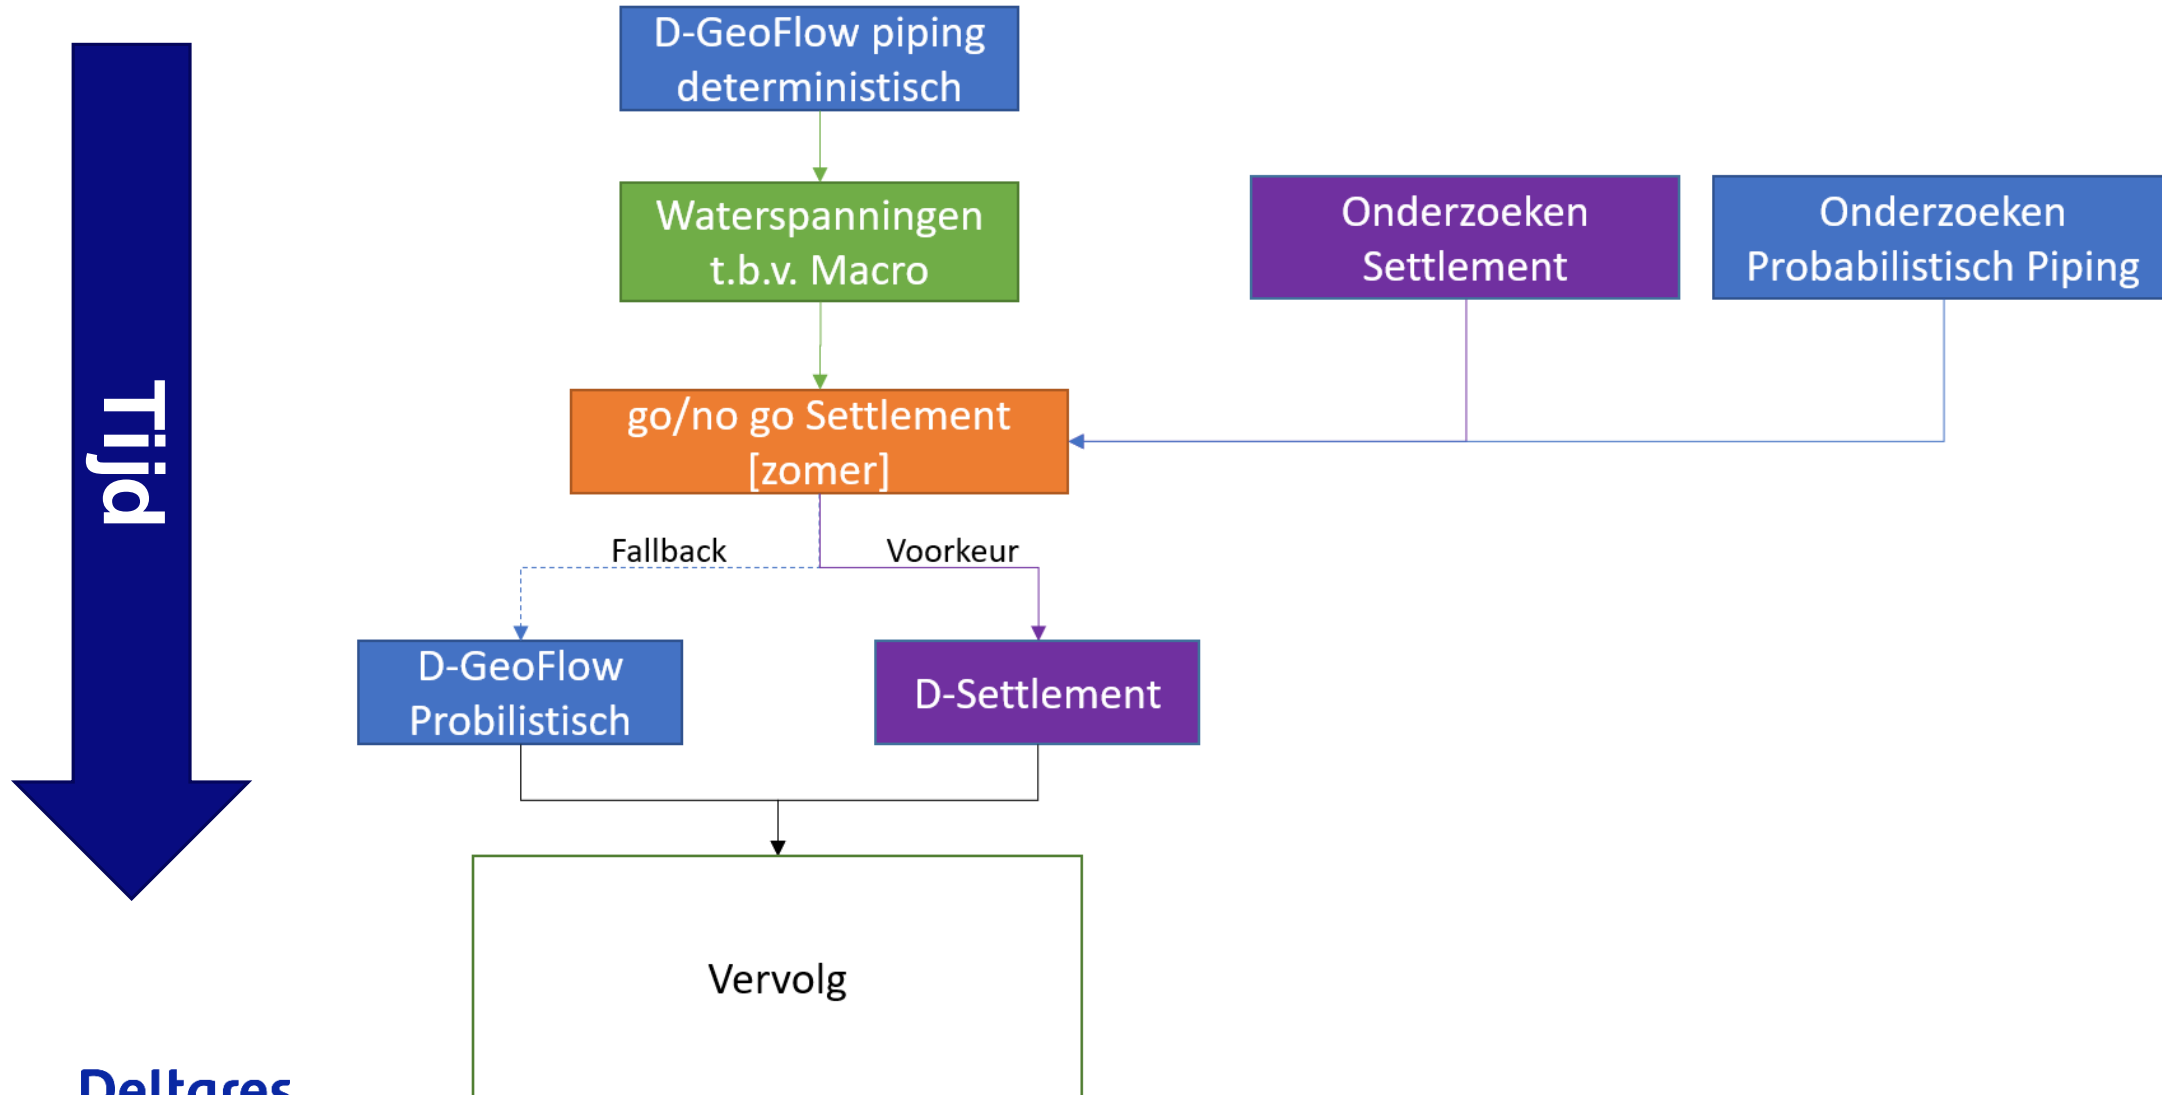 D-GeoFlow piping
deterministisch
Waterspanningen
t.b.v. Macro
Onderzoeken
Settlement
Onderzoeken
Probabilistisch Piping
Tijd
go/no go Settlement
[zomer]
Fallback
Voorkeur
D-GeoFlow
Probilistisch
D-Settlement
Vervolg
Deltares